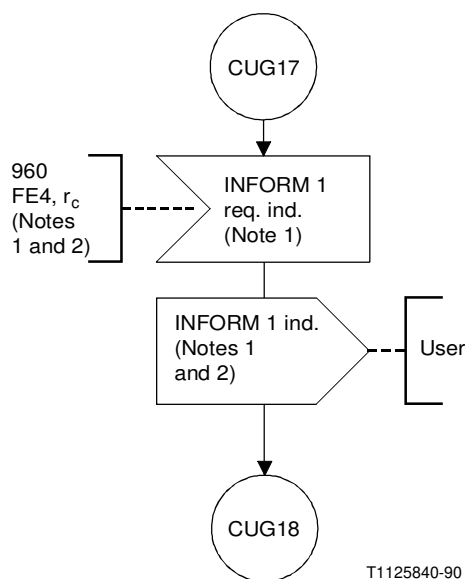 CUG17
960
FE4, rc
(Notes
1 and 2)
INFORM 1
req. ind.
(Note 1)
INFORM 1 ind.
(Notes 1
and 2)
User
CUG18
T1125840-90